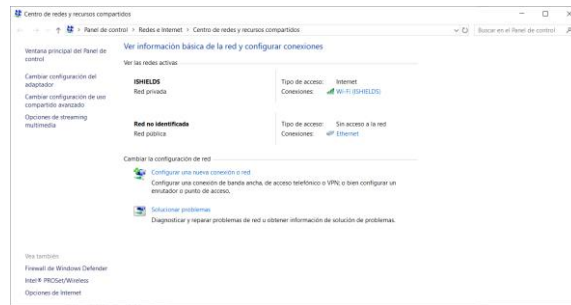 Centro de redes y recursos compartidos
Panel de control > Redes e Internet > Centro de redes y recursos compartidos
Buscar en el Panel de control
Ventana principal del Panel de
control
Cambiar configuración del
adaptador
Cambiar configuración de uso
compartido avanzado
Opciones de streaming
multimedia
Ver información básica de la red y configurar conexiones
Ver las redes activas
ISHIELDS
Red privada
Tipo de acceso: Internet
Conexiones: Wi-Fi (ISHIELDS)
Red no identificada
Red pública
Tipo de acceso: Sin acceso a la red
Conexiones: Ethernet
Cambiar la configuración de red
Configurar una nueva conexión o red
Configurar una conexión de banda ancha, de acceso telefónico o VPN; o bien configurar un
enrutador o punto de acceso.
Solucionar problemas
Diagnosticar y reparar problemas de red u obtener información de solución de problemas.
Vea también
Firewall de Windows Defender
Intel® PROSet/Wireless
Opciones de Internet